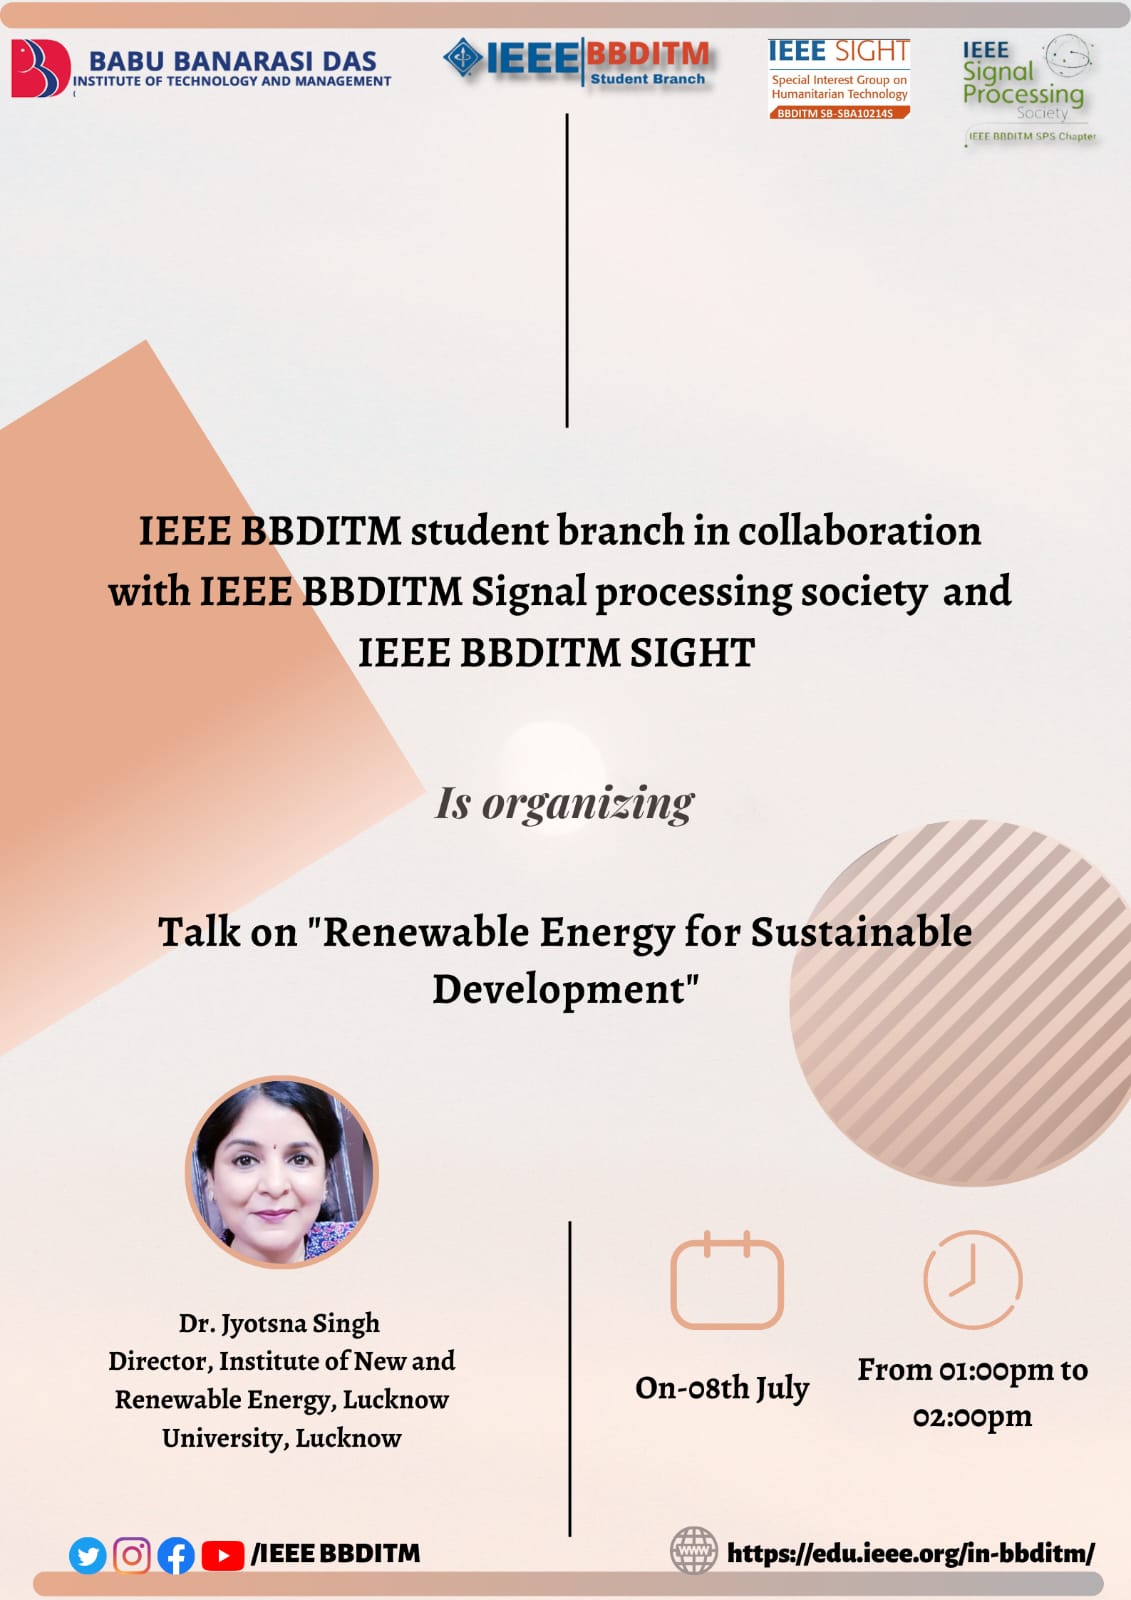 BABU BANARASI DAS
INSTITUTE OF TECHNOLOGY AND MANAGEMENT
IEEE BBDITM
Student Branch
IEEE SIGHT
Special Interest Group on
Humanitarian Technology
BBDITM SB-SBA10214S
IEEE
Signal
Processing
Society
IEEE BBDITM SPS Chapter
IEEE BBDITM student branch in collaboration
with IEEE BBDITM Signal processing society and
IEEE BBDITM SIGHT
Is organizing
Talk on "Renewable Energy for Sustainable
Development"
Dr. Jyotsna Singh
Director, Institute of New and
Renewable Energy, Lucknow
University, Lucknow
On-08th July
From 01:00pm to
02:00pm
/IEEE BBDITM
WWW
https://edu.ieee.org/in-bbditm/